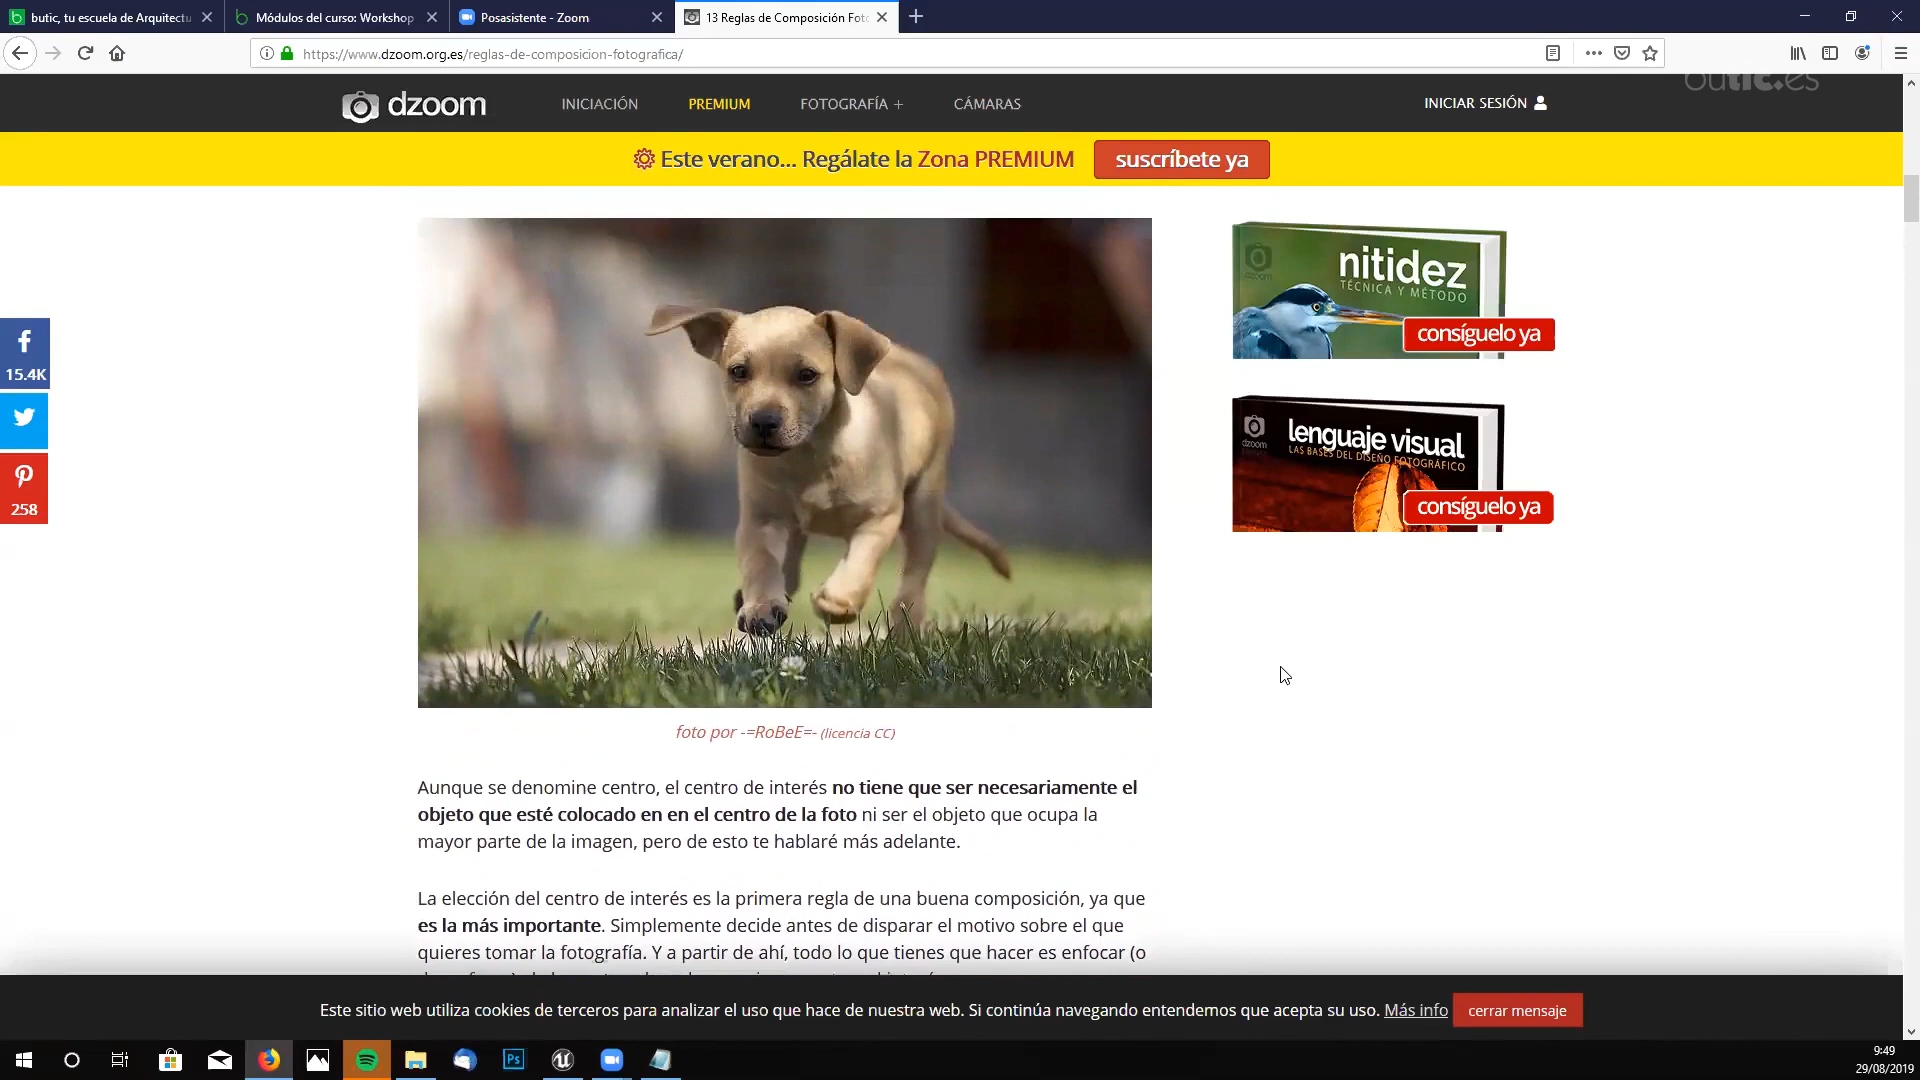 butic, tu escuela de Arquitectu
Módulos del curso: Workshop
Posasistente - Zoom
13 Reglas de Composición Foto
https://www.dzoom.org.es/reglas-de-composicion-fotografica/
butic.es
dzoom
INICIACIÓN
PREMIUM
FOTOGRAFÍA +
CÁMARAS
INICIAR SESIÓN
Este verano... Regálate la Zona PREMIUM
suscríbete ya
nitidez
TÉCNICA Y MÉTODO
consíguelo ya
dzoom
lenguaje visual
LAS BASES DEL DISEÑO FOTOGRÁFICO
consíguelo ya
15.4K
258
foto por -=RoBeE=- (licencia CC)
Aunque se denomine centro, el centro de interés no tiene que ser necesariamente el
objeto que esté colocado en en el centro de la foto ni ser el objeto que ocupa la
mayor parte de la imagen, pero de esto te hablaré más adelante.
La elección del centro de interés es la primera regla de una buena composición, ya que
es la más importante. Simplemente decide antes de disparar el motivo sobre el que
quieres tomar la fotografía. Y a partir de ahí, todo lo que tienes que hacer es enfocar (o
Este sitio web utiliza cookies de terceros para analizar el uso que hace de nuestra web. Si continúa navegando entendemos que acepta su uso. Más info
cerrar mensaje
Ps
9:49
29/08/2019